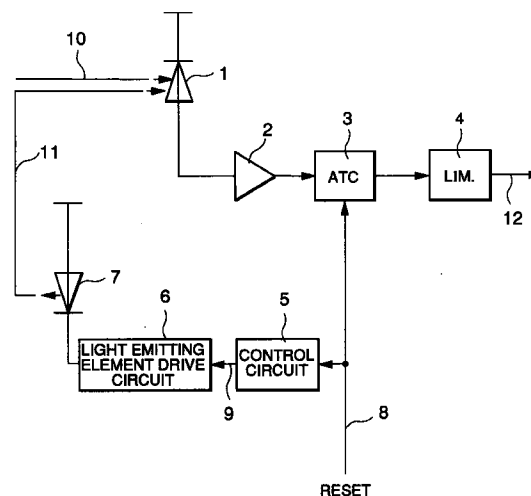 10
1
2
3
4
ATC
LIM.
11
12
7
6
5
LIGHT EMITTING
ELEMENT DRIVE
CIRCUIT
CONTROL
CIRCUIT
9
8
RESET